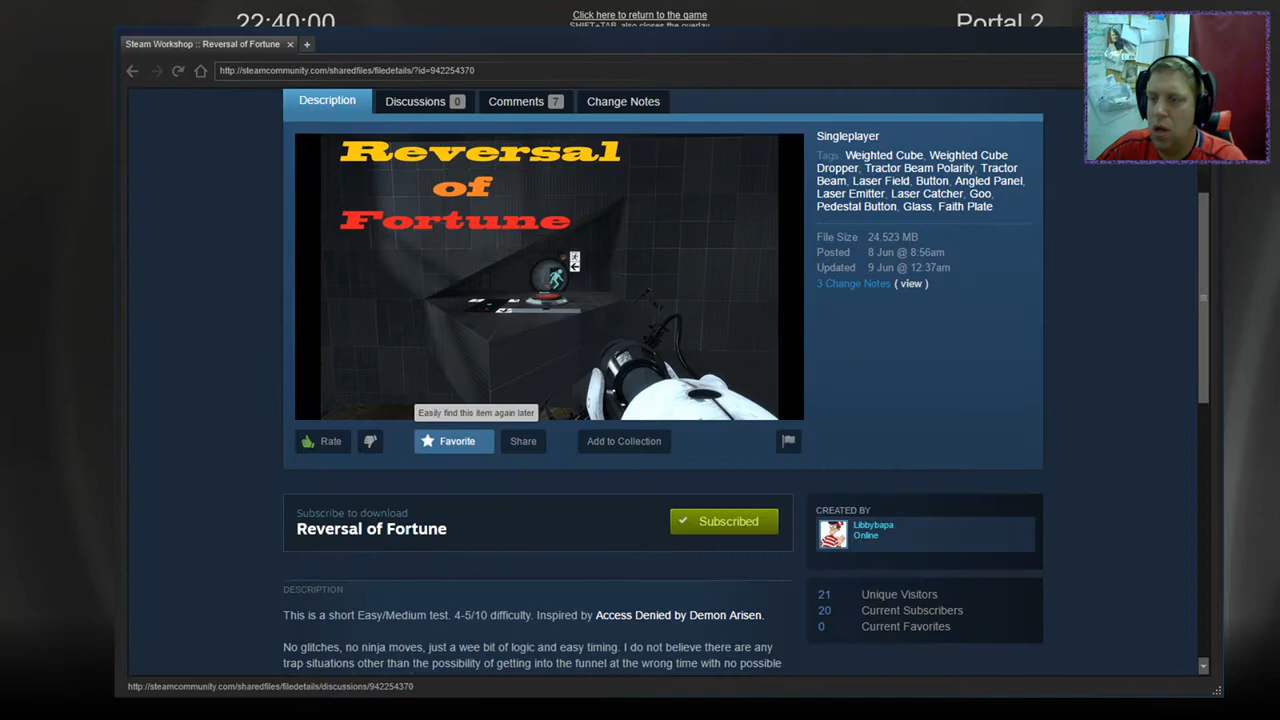 22:40:00
Click here to return to the game
SHIFT+TAB also closes the overlay
Portal 2
Steam Workshop :: Reversal of Fortune
http://steamcommunity.com/sharedfiles/filedetails/?id=942254370
Description
Discussions 0
Comments 7
Change Notes
Reversal
of
Fortune
Singleplayer
Tags Weighted Cube, Weighted Cube
Dropper, Tractor Beam Polarity, Tractor
Beam, Laser Field, Button, Angled Panel,
Laser Emitter, Laser Catcher, Goo,
Pedestal Button, Glass, Faith Plate
File Size 24.523 MB
Posted 8 Jun @ 8:56am
Updated 9 Jun @ 12:37am
3 Change Notes ( view )
Easily find this item again later
Rate
Favorite
Share
Add to Collection
Subscribe to download
Reversal of Fortune
Subscribed
CREATED BY
Libbybapa
Online
DESCRIPTION
This is a short Easy/Medium test. 4-5/10 difficulty. Inspired by Access Denied by Demon Arisen.
No glitches, no ninja moves, just a wee bit of logic and easy timing. I do not believe there are any
trap situations other than the possibility of getting into the funnel at the wrong time with no possible
21 Unique Visitors
20 Current Subscribers
0 Current Favorites
http://steamcommunity.com/sharedfiles/filedetails/discussions/942254370